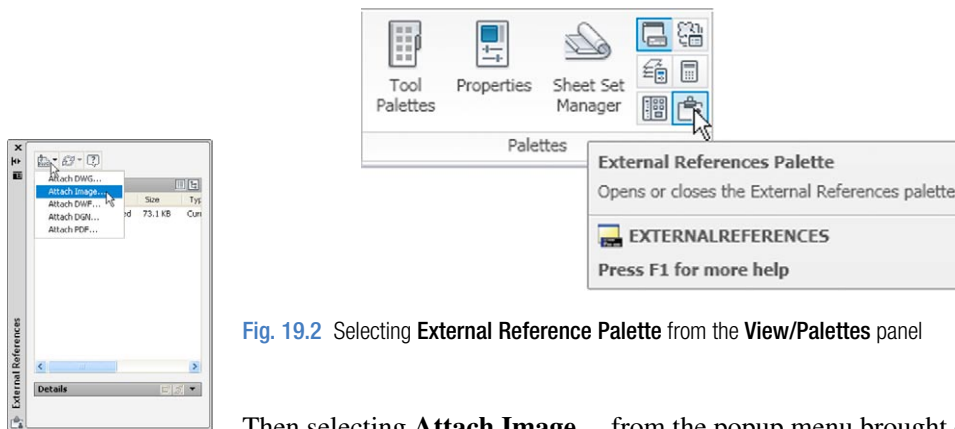 Tool
Palettes
Properties
Sheet Set
Manager
Palettes
External References Palette
Opens or closes the External References palette
EXTERNALREFERENCES
Press F1 for more help
Fig. 19.2 Selecting External Reference Palette from the View/Palettes panel
Attach DWG...
Attach Image...
Attach DWF...
Attach DGN...
Attach PDF...
Size
Typ
ed 73.1 KB Curr
External References
Details
Then selecting Attach Image... from the popup menu brought